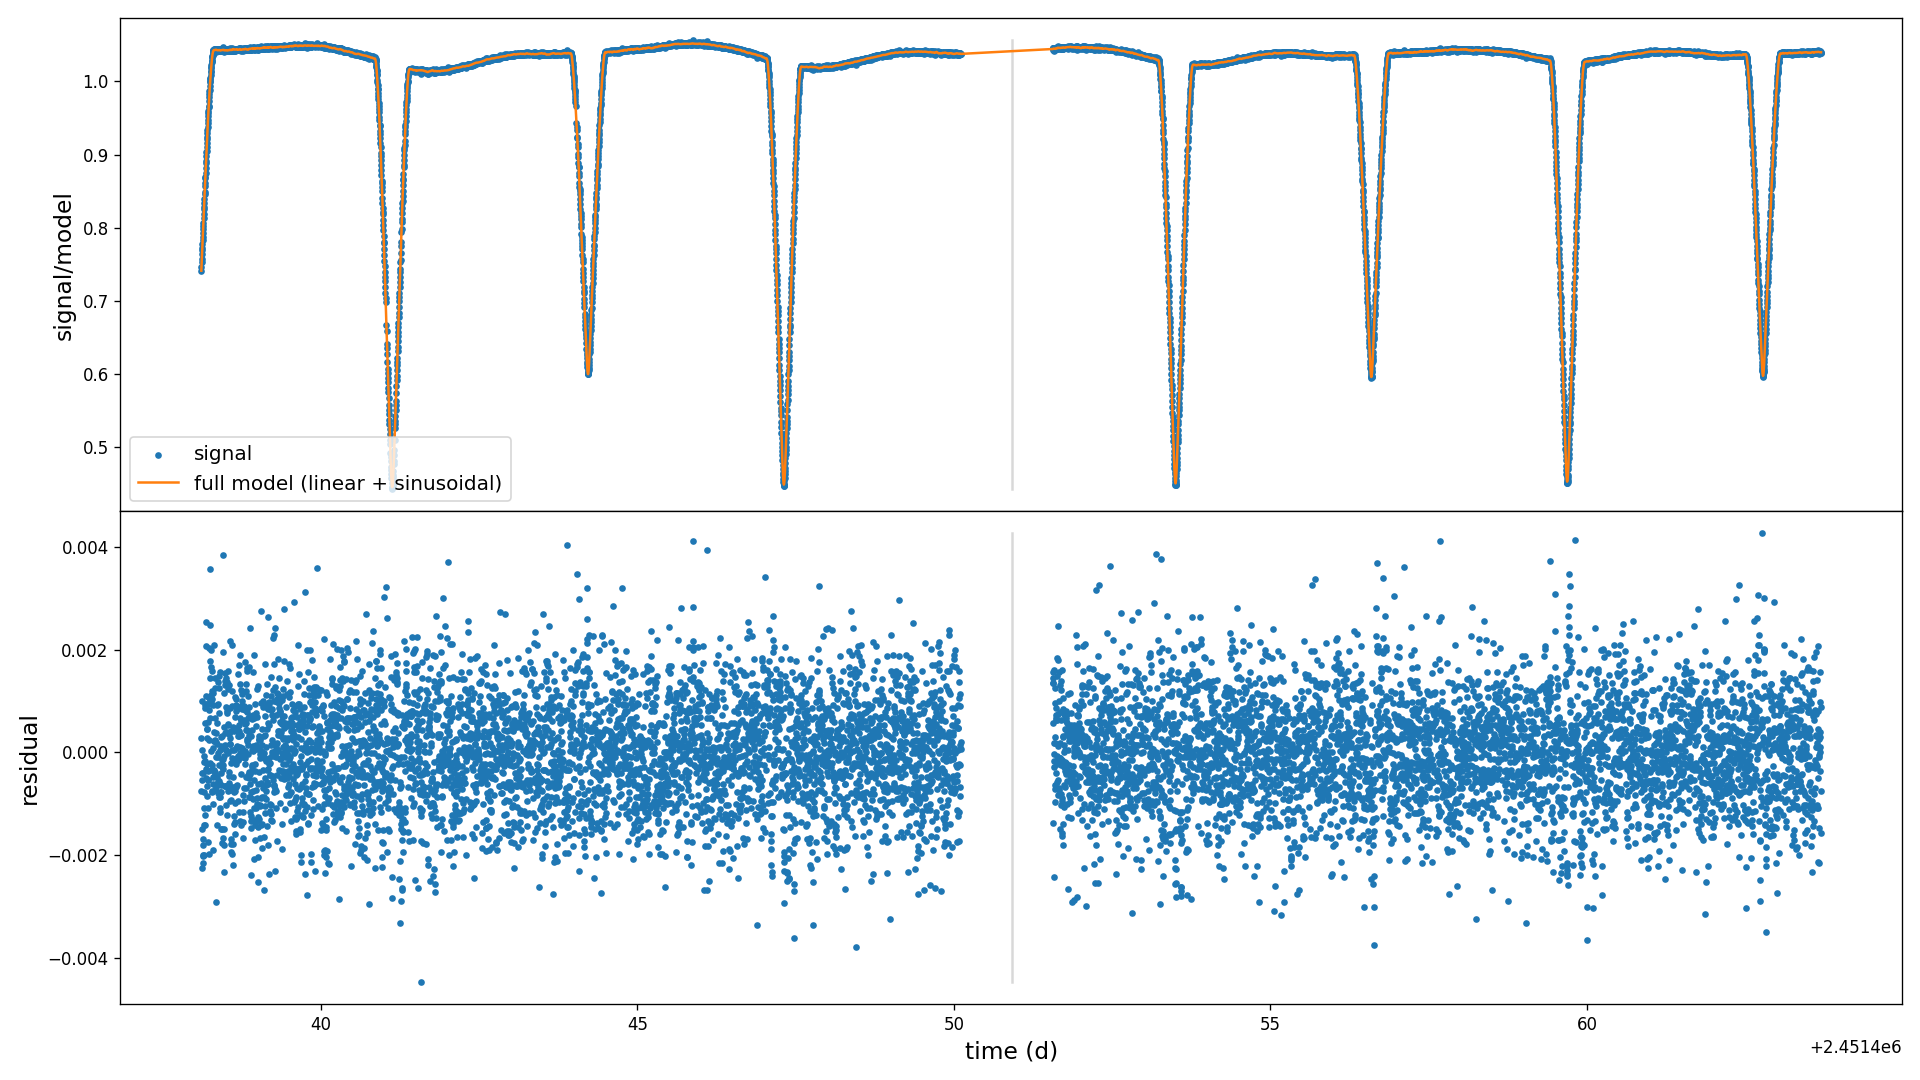 signal/model
1.0
0.9
0.8
0.7
0.6
0.5
signal
full model (linear + sinusoidal)
residual
0.004
0.002
0.000
−0.002
−0.004
40
45
50
55
60
time (d)
+2.4514e6